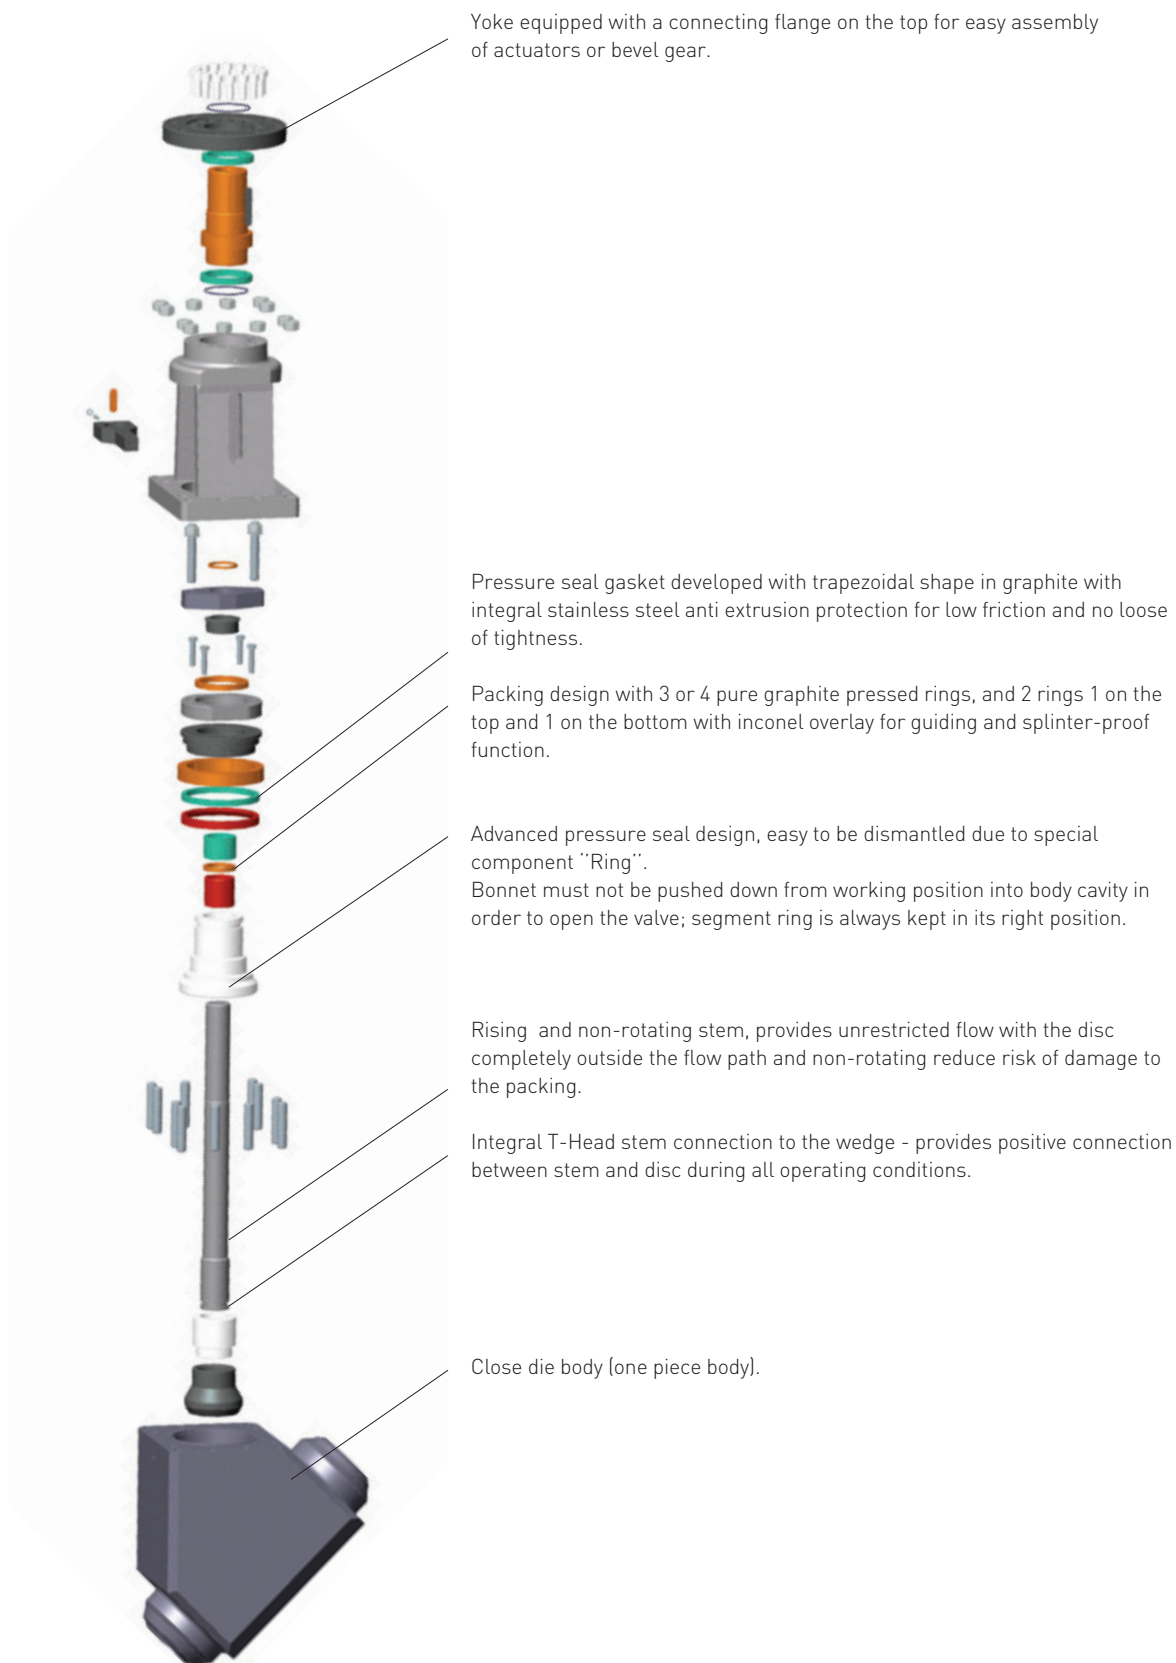 Yoke equipped with a connecting flange on the top for easy assembly
of actuators or bevel gear.
Pressure seal gasket developed with trapezoidal shape in graphite with
integral stainless steel anti extrusion protection for low friction and no loose
of tightness.
Packing design with 3 or 4 pure graphite pressed rings, and 2 rings 1 on the
top and 1 on the bottom with inconel overlay for guiding and splinter-proof
function.
Advanced pressure seal design, easy to be dismantled due to special
component ‘‘Ring’’.
Bonnet must not be pushed down from working position into body cavity in
order to open the valve; segment ring is always kept in its right position.
Rising  and non-rotating stem, provides unrestricted flow with the disc
completely outside the flow path and non-rotating reduce risk of damage to
the packing.
Integral T-Head stem connection to the wedge - provides positive connection
between stem and disc during all operating conditions.
Close die body (one piece body).